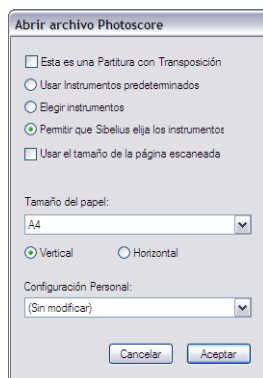 Abrir archivo Photoscore
Esta es una Partitura con Transposición
Usar Instrumentos predeterminados
Elegir instrumentos
Permitir que Sibelius elija los instrumentos
Usar el tamaño de la página escaneada
Tamaño del papel:
A4
Vertical Horizontal
Configuración Personal:
(Sin modificar)
Cancelar Aceptar